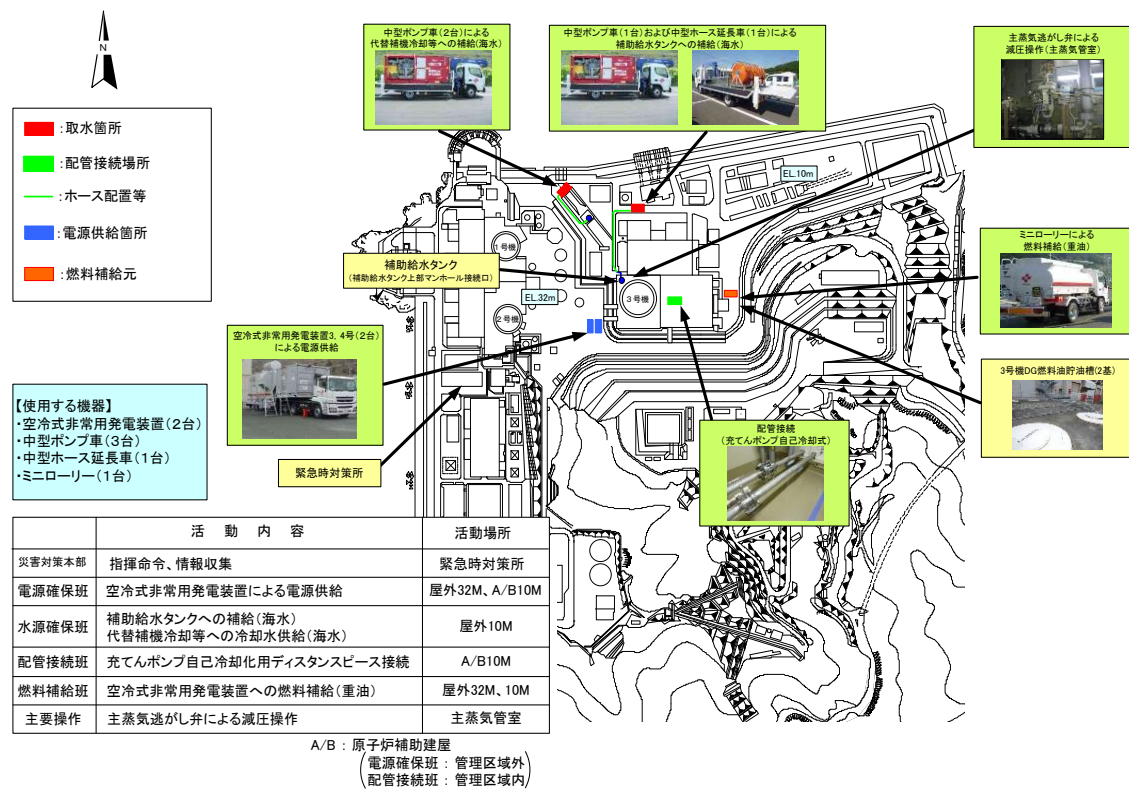 N
:取水箇所
:配管接続場所
:ホース配置等
:電源供給箇所
:燃料補給元
中型ポンプ車(2台)による
代替補機冷却等への補給(海水)
中型ポンプ車(1台)および中型ホース延長車(1台)による
補助給水タンクへの補給(海水)
主蒸気逃がし弁による
減圧操作(主蒸気管室)
EL.10m
1号機
補助給水タンク
(補助給水タンク上部マンホール接続口)
EL.32m
3号機
2号機
ミニローリーによる
燃料補給(重油)
空冷式非常用発電装置3,4号(2台)
による電源供給
3号機DG燃料油貯油槽(2基)
【使用する機器】
・空冷式非常用発電装置(2台)
・中型ポンプ車(3台)
・中型ホース延長車(1台)
・ミニローリー(1台)
緊急時対策所
配管接続
(充てんポンプ自己冷却式)
活動内容 活動場所
災害対策本部 指揮命令、情報収集 緊急時対策所
電源確保班 空冷式非常用発電装置による電源供給 屋外32M、A/B10M
水源確保班 補助給水タンクへの補給(海水) 屋外10M
代替補機冷却等への冷却水供給(海水)
配管接続班 充てんポンプ自己冷却化用ディスタンスピース接続 A/B10M
燃料補給班 空冷式非常用発電装置への燃料補給(重油) 屋外32M、10M
主要操作 主蒸気逃がし弁による減圧操作 主蒸気管室
A/B : 原子炉補助建屋
(電源確保班 : 管理区域外
配管接続班 : 管理区域内)